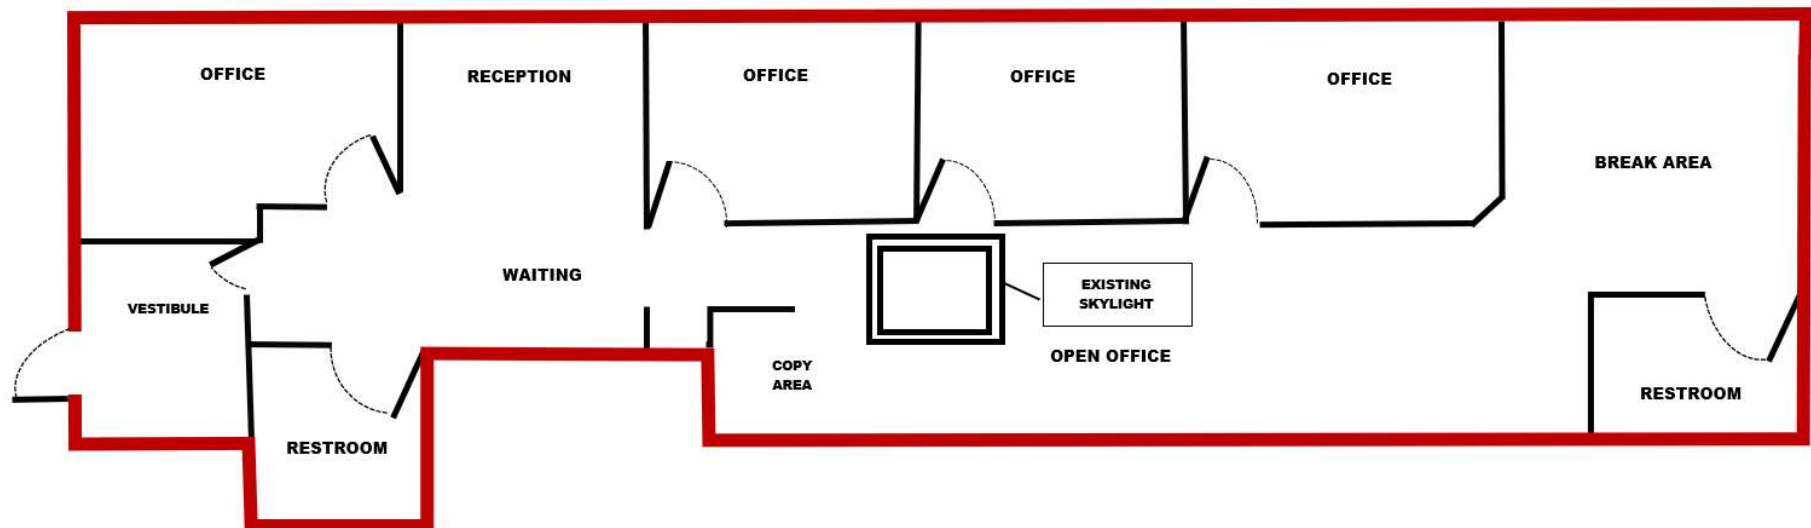 OFFICE
RECEPTION
OFFICE
OFFICE
OFFICE
BREAK AREA
WAITING
VESTIBULE
EXISTING
SKYLIGHT
OPEN OFFICE
COPY
AREA
RESTROOM
RESTROOM